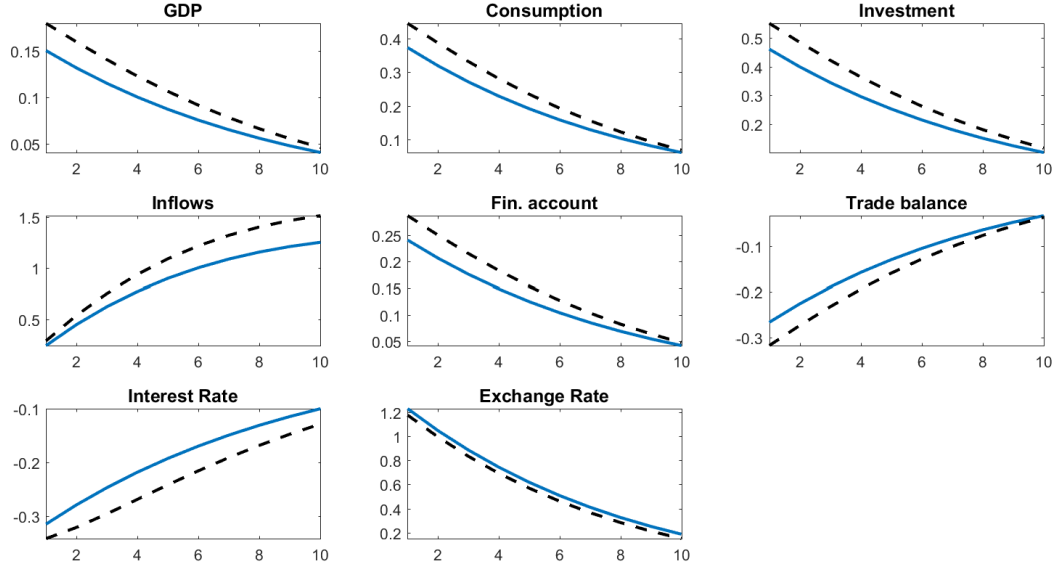 GDP
Consumption
Investment
0.15
0.1
0.05
2 4 6 8 10
0.4
0.3
0.2
0.1
2 4 6 8 10
0.5
0.4
0.3
0.2
2 4 6 8 10
Inflows
Fin. account
Trade balance
1.5
1
0.5
2 4 6 8 10
0.25
0.2
0.15
0.1
0.05
2 4 6 8 10
-0.1
-0.2
-0.3
2 4 6 8 10
Interest Rate
Exchange Rate
-0.1
-0.2
-0.3
2 4 6 8 10
1.2
1
0.8
0.6
0.4
0.2
2 4 6 8 10